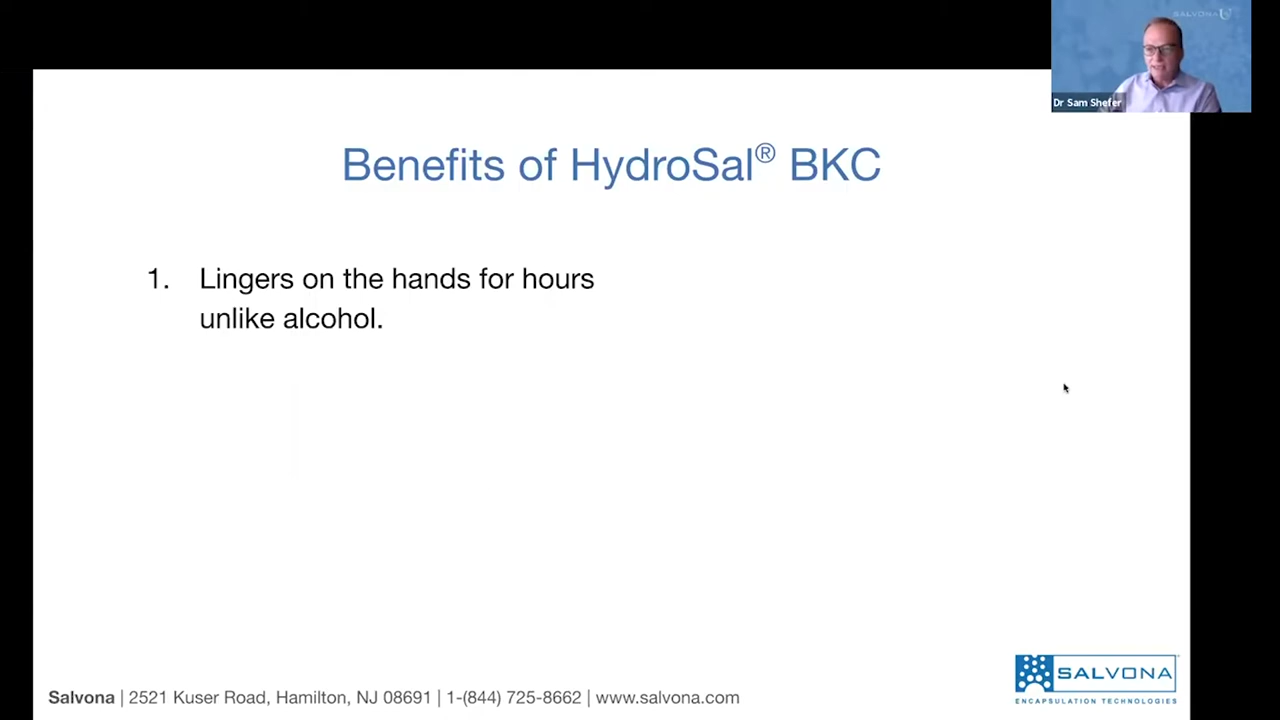 SALVONA
Dr Sam Shefer
Benefits of HydroSal® BKC
1. Lingers on the hands for hours
unlike alcohol.
Salvona | 2521 Kuser Road, Hamilton, NJ 08691 | 1-(844) 725-8662 | www.salvona.com
SALVONA
ENCAPSULATION TECHNOLOGIES